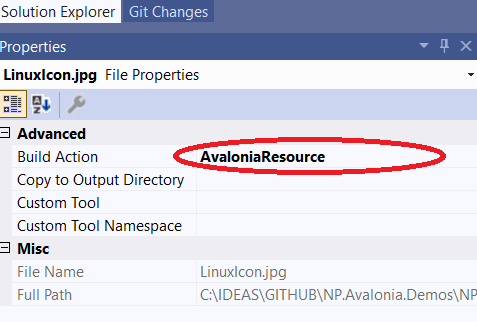 Solution Explorer Git Changes
Properties
LinuxIcon.jpg File Properties
Advanced
Build Action AvaloniaResource
Copy to Output Directory
Custom Tool
Custom Tool Namespace
Misc
File Name LinuxIcon.jpg
Full Path C:\IDEAS\GITHUB\NP.Avalonia.Demos\NP